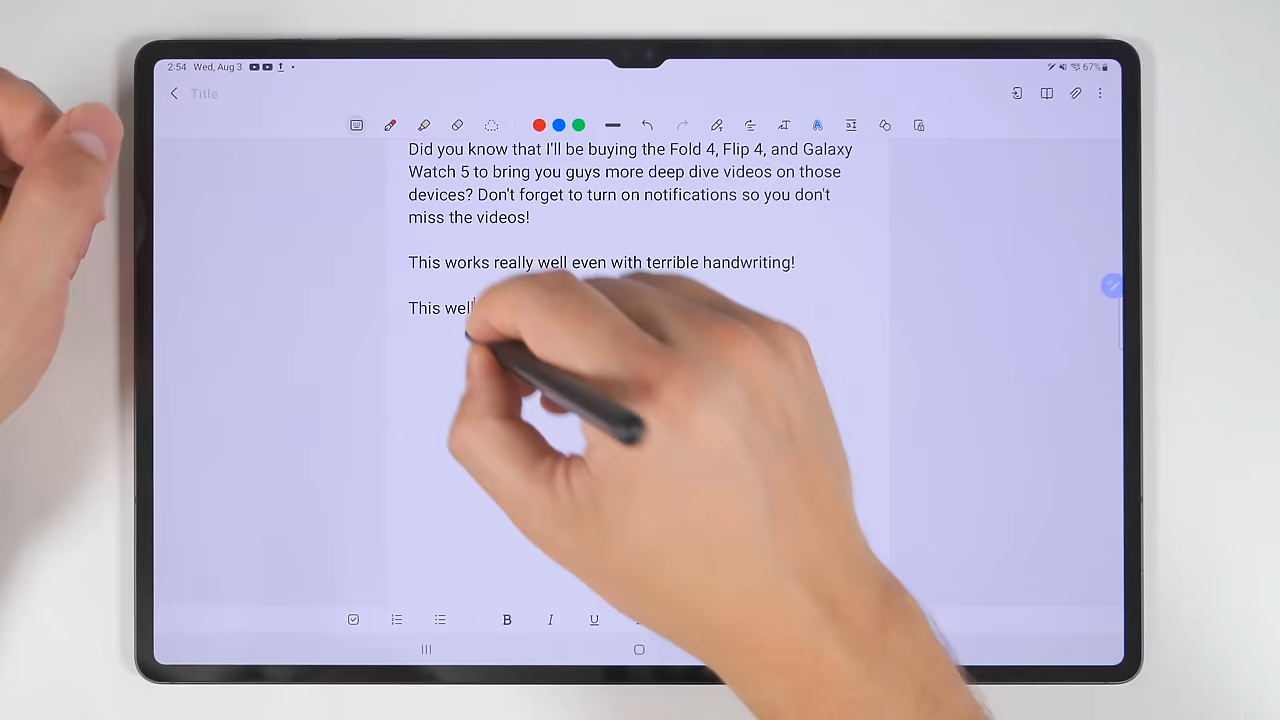 2:54 Wed, Aug 3
67%
Title
Did you know that I'll be buying the Fold 4, Flip 4, and Galaxy
Watch 5 to bring you guys more deep dive videos on those
devices? Don't forget to turn on notifications so you don't
miss the videos!
This works really well even with terrible handwriting!
This well
B I U